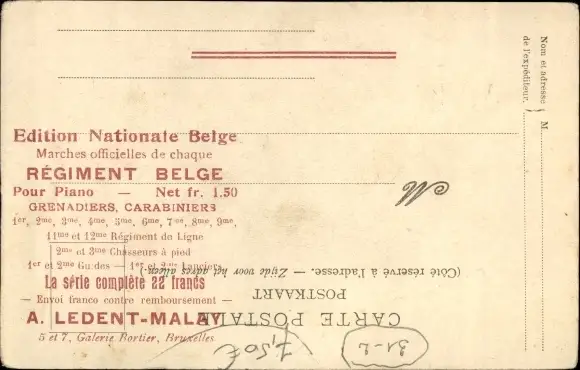 Edition Nationale Belge
Marches officielles de chaque
RÉGIMENT BELGE
Pour Piano — Net fr. 1.50
GRENADIERS, CARABINIERS
1er, 2me, 3me, 4me, 5me, 6me, 7me, 8me, 9me,
11me et 12me Régiment de Ligne
2me et 3me Chasseurs à pied
1er et 2me Guides — 1er et 2me Lanciers
La série complète 22 francs
— Envoi franco contre remboursement —
A. LEDENT-MALAY
5 et 7, Galerie Bortier, Bruxelles
CARTE POSTALE
POSTKAART
(Côté réservé à l'adresse. — Zijde voor het adres alleen.)
M
Nom et adresse
de l'expéditeur.
M.
7,50€
31-2